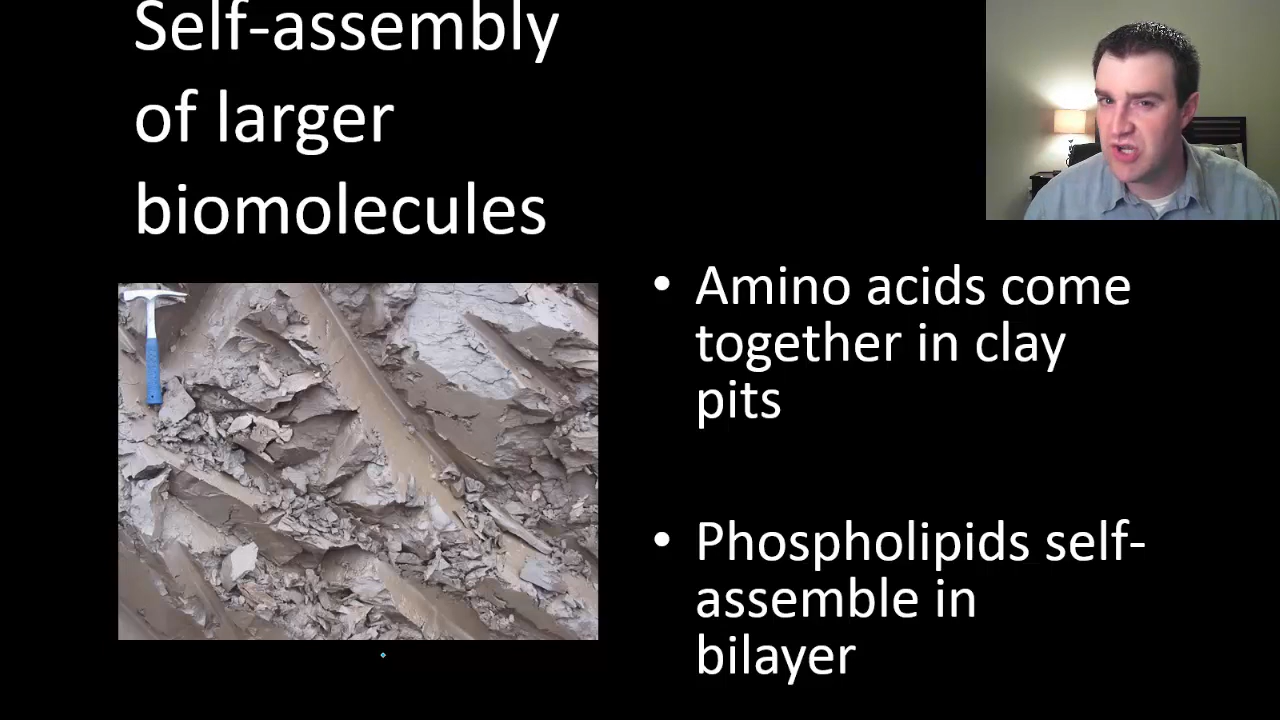 Self-assembly
of larger
biomolecules
• Amino acids come
together in clay
pits
• Phospholipids self-
assemble in
bilayer